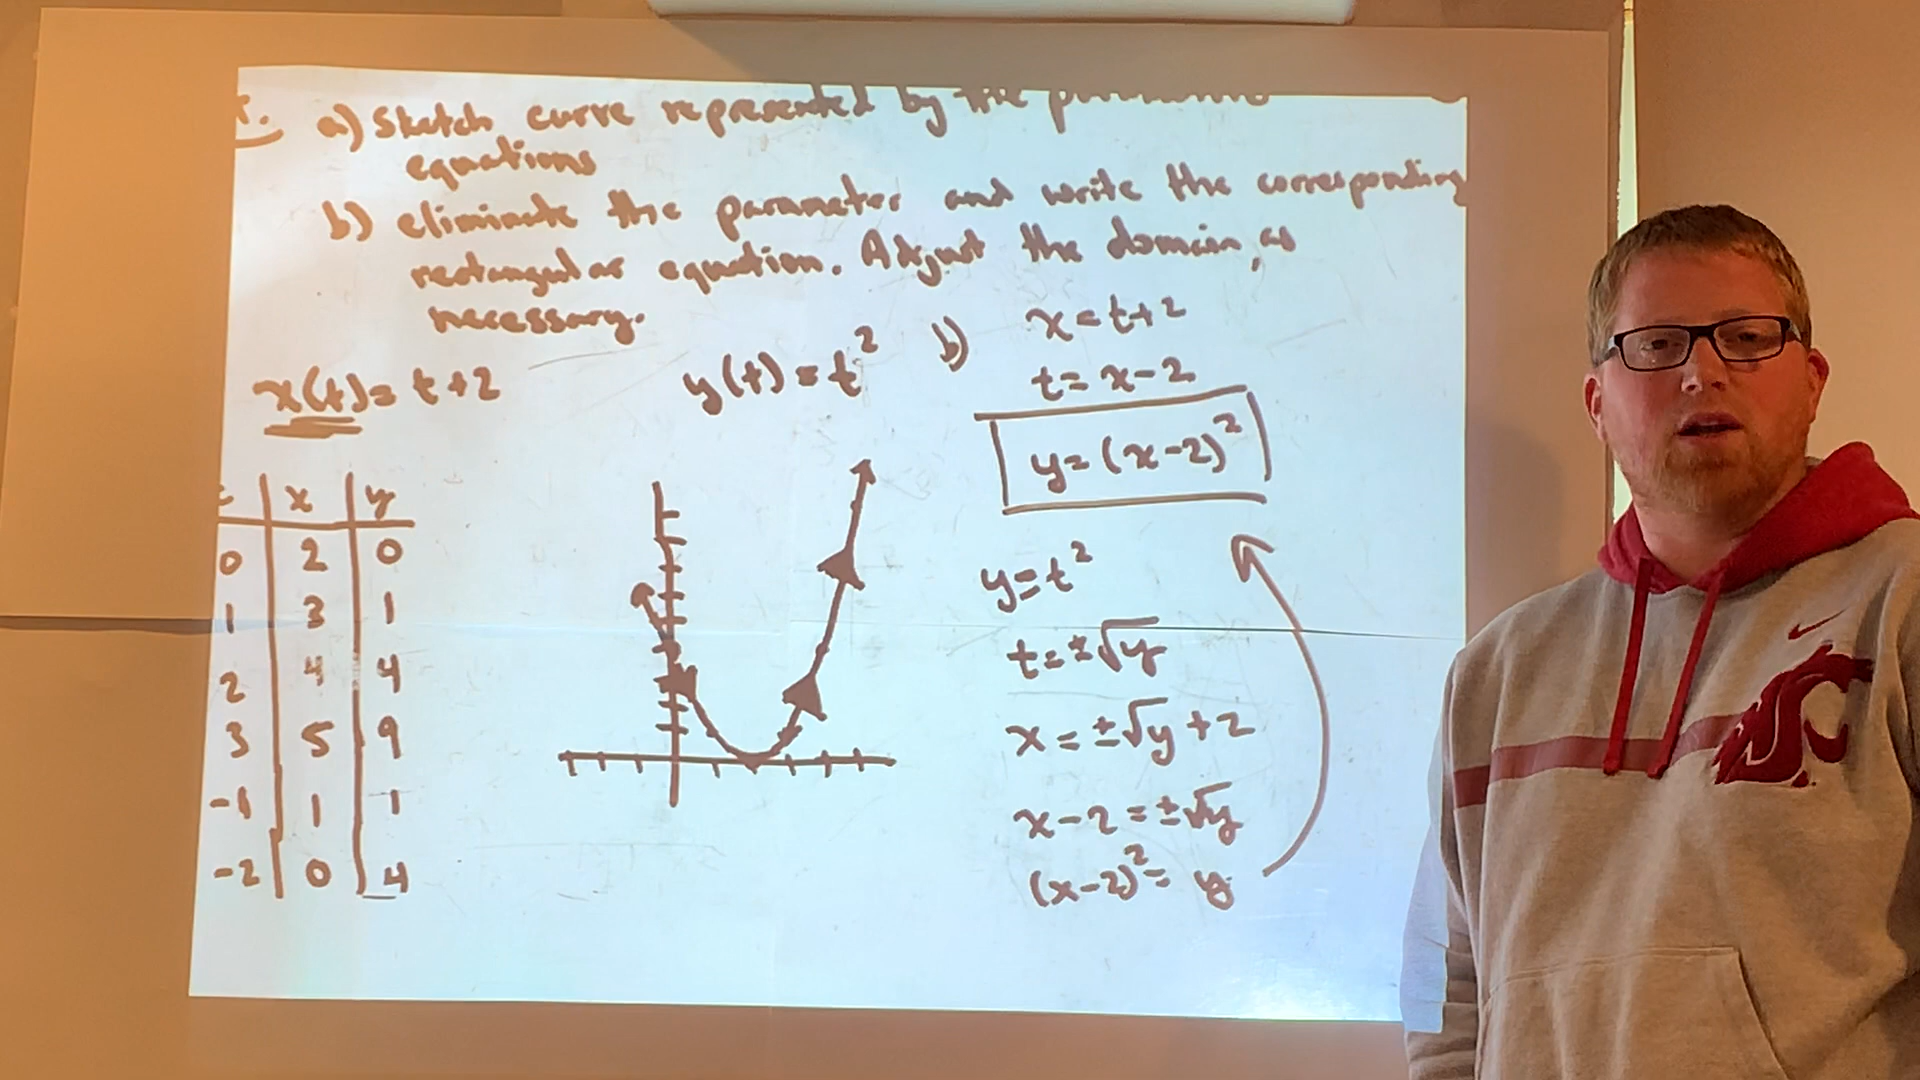 a) Sketch curve represented by the parametric
equations
b) eliminate the parameter and write the corresponding
rectangular equation. Adjust the domain, as
necessary.
x(t) = t+2
y(t) = t²
t | x | y
0 | 2 | 0
1 | 3 | 1
2 | 4 | 4
3 | 5 | 9
-1 | 1 | 1
-2 | 0 | 4
b) x = t+2
t = x-2
y = (x-2)²
y = t²
t = ±√y
x = ±√y + 2
x-2 = ±√y
(x-2)² = y
WSC